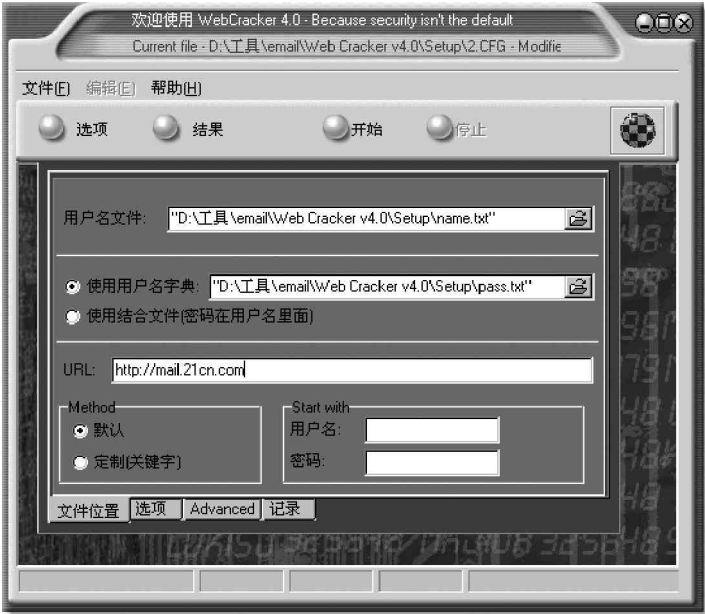 欢迎使用 WebCracker 4.0 - Because security isn't the default
Current file - D:\工具\email\Web Cracker v4.0\Setup\2.CFG - Modifie
文件(F) 编辑(E) 帮助(H)
选项 结果 开始 停止
用户名文件: "D:\工具\email\Web Cracker v4.0\Setup\name.txt"
使用用户名字典: "D:\工具\email\Web Cracker v4.0\Setup\pass.txt"
使用结合文件(密码在用户名里面)
URL: http://mail.21cn.com
Method Start with
默认 用户名:
定制(关键字) 密码:
文件位置 选项 Advanced 记录